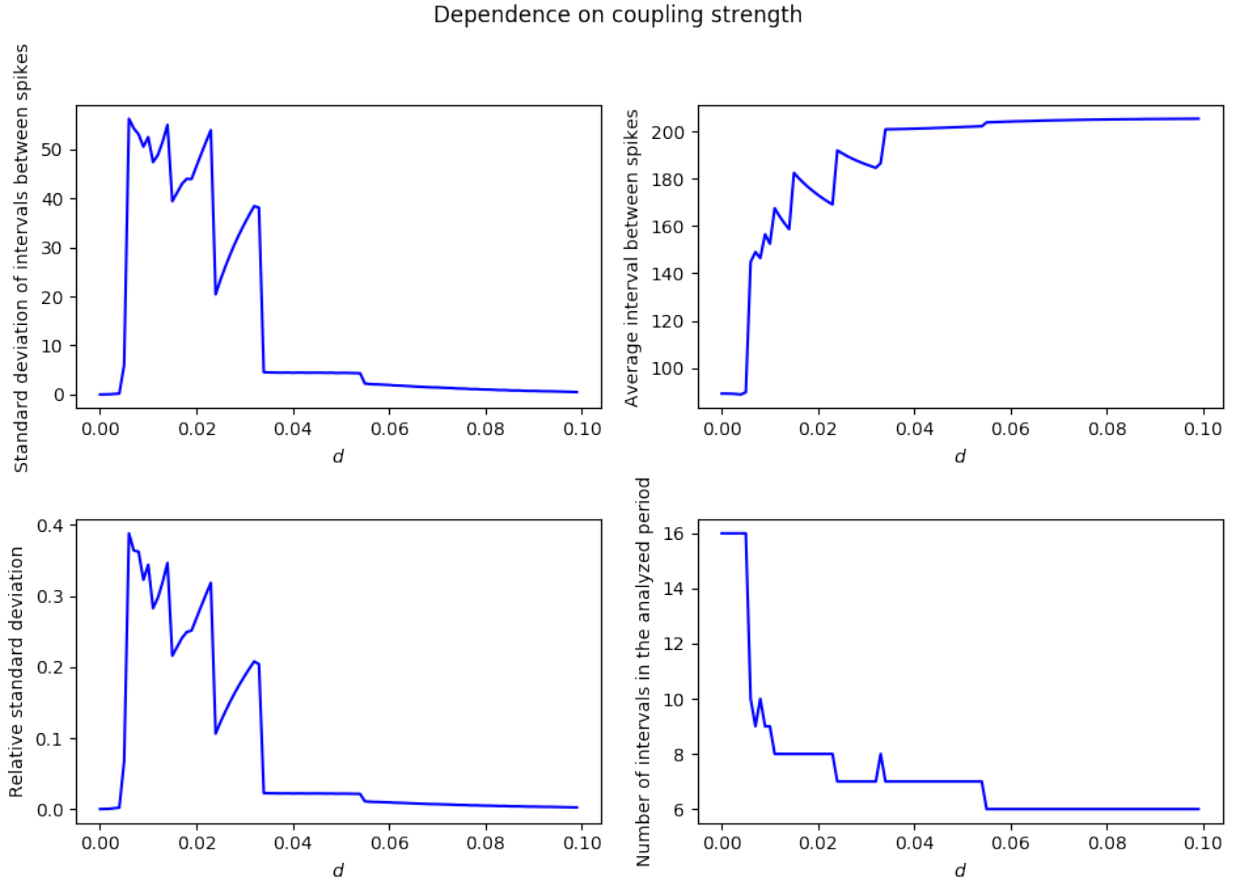 Dependence on coupling strength
Standard deviation of intervals between spikes
50
40
30
20
10
0
0.00 0.02 0.04 0.06 0.08 0.10
d
Average interval between spikes
200
180
160
140
120
100
0.00 0.02 0.04 0.06 0.08 0.10
d
Relative standard deviation
0.4
0.3
0.2
0.1
0.0
0.00 0.02 0.04 0.06 0.08 0.10
d
Number of intervals in the analyzed period
16
14
12
10
8
6
0.00 0.02 0.04 0.06 0.08 0.10
d